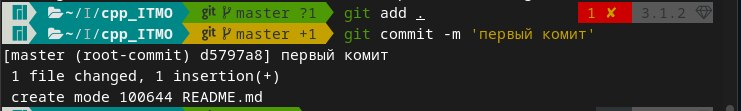 ~/I/cpp_ITMO git master ?1 git add . 1 ✘ 3.1.2
~/I/cpp_ITMO git master +1 git commit -m 'первый комит'
[master (root-commit) d5797a8] первый комит
1 file changed, 1 insertion(+)
create mode 100644 README.md